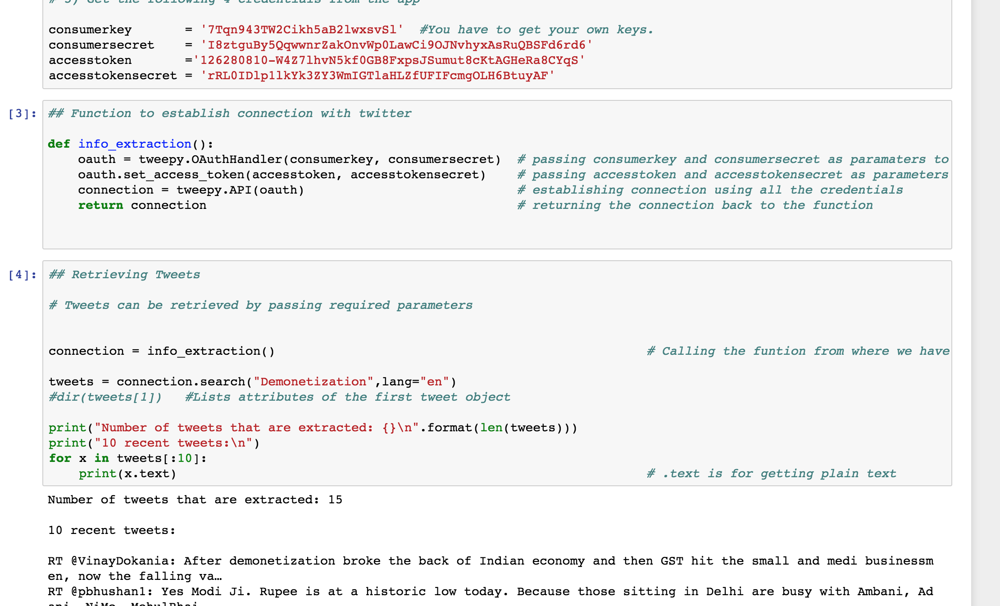 # 3) Get the following 4 credentials from the app
consumerkey       = '7Tqn943TW2Cikh5aB2lwxsvSl'  #You have to get your own keys.
consumersecret    = 'I8ztguBy5QqwwnrZakOnvWp0LawCi9OJNvhyxAsRuQBSFd6rd6'
accesstoken       ='126280810-W4Z7lhvN5kf0GB8FxpsJSumut8cKtAGHeRa8CYqS'
accesstokensecret = 'rRL0IDlp1lkYk3ZY3WmIGTlaHLZfUFIFcmgOLH6BtuyAF'
[3]: ## Function to establish connection with twitter
def info_extraction():
    oauth = tweepy.OAuthHandler(consumerkey, consumersecret)  # passing consumerkey and consumersecret as paramaters to
    oauth.set_access_token(accesstoken, accesstokensecret)    # passing accesstoken and accesstokensecret as parameters
    connection = tweepy.API(oauth)                            # establishing connection using all the credentials
    return connection                                         # returning the connection back to the function
[4]: ## Retrieving Tweets
# Tweets can be retrieved by passing required parameters
connection = info_extraction()                                                 # Calling the funtion from where we have
tweets = connection.search("Demonetization",lang="en")
#dir(tweets[1])   #Lists attributes of the first tweet object
print("Number of tweets that are extracted: {}\n".format(len(tweets)))
print("10 recent tweets:\n")
for x in tweets[:10]:
    print(x.text)                                                              # .text is for getting plain text
Number of tweets that are extracted: 15
10 recent tweets:
RT @VinayDokania: After demonetization broke the back of Indian economy and then GST hit the small and medi businessm
en, now the falling va…
RT @pbhushan1: Yes Modi Ji. Rupee is at a historic low today. Because those sitting in Delhi are busy with Ambani, Ad
ani, NiMo, MehulBhai